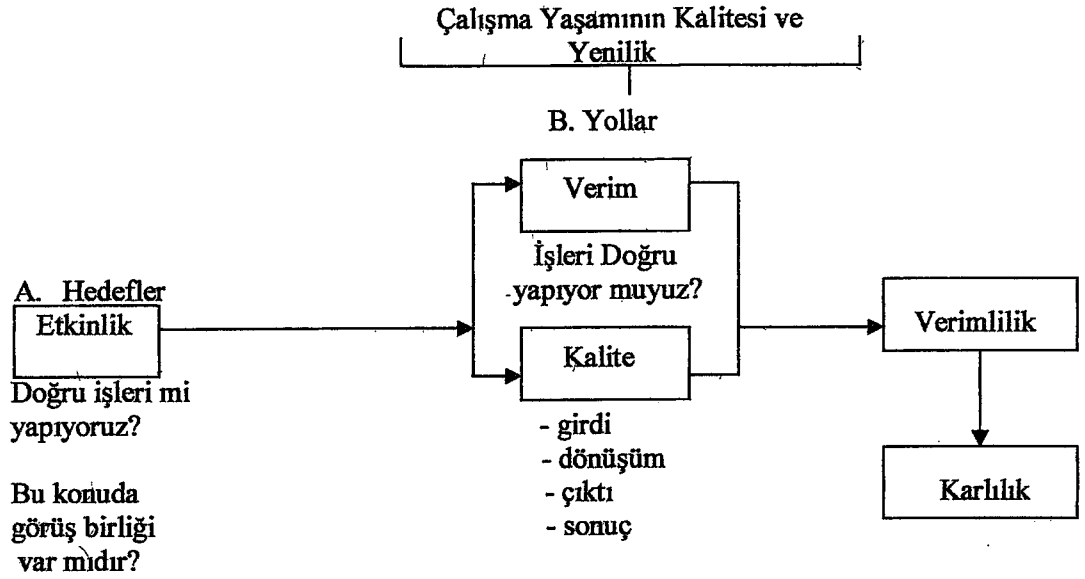 Çalışma Yaşamının Kalitesi ve
Yenilik
B. Yollar
Verim
İşleri Doğru
yapıyor muyuz?
A. Hedefler
Etkinlik
Doğru işleri mi
yapıyoruz?
Bu konuda
görüş birliği
var mıdır?
Kalite
- girdi
- dönüşüm
- çıktı
- sonuç
Verimlilik
Karlılık